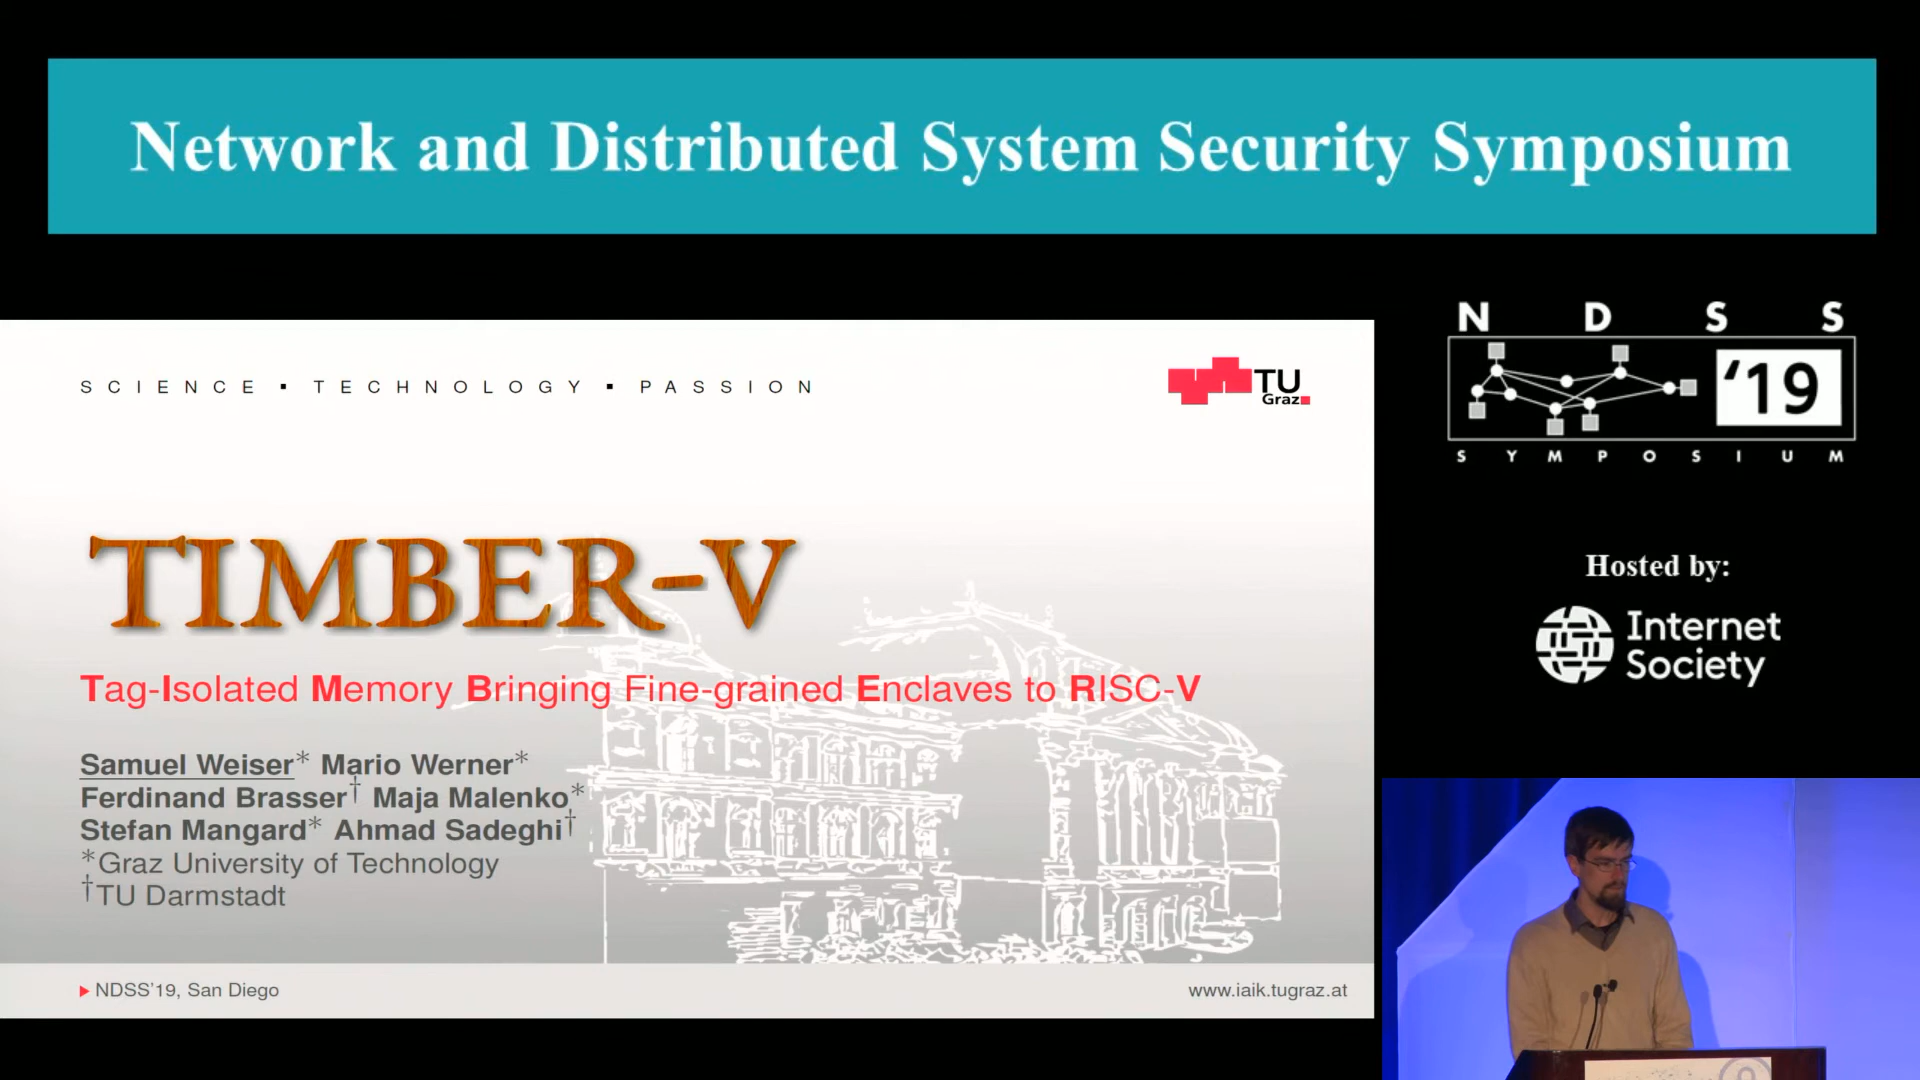 Network and Distributed System Security Symposium
N D S S
'19
S Y M P O S I U M
SCIENCE ▪ TECHNOLOGY ▪ PASSION
TU
Graz
TIMBER-V
Tag-Isolated Memory Bringing Fine-grained Enclaves to RISC-V
Samuel Weiser* Mario Werner*
Ferdinand Brasser† Maja Malenko*
Stefan Mangard* Ahmad Sadeghi†
*Graz University of Technology
†TU Darmstadt
NDSS'19, San Diego
www.iaik.tugraz.at
Hosted by:
Internet
Society